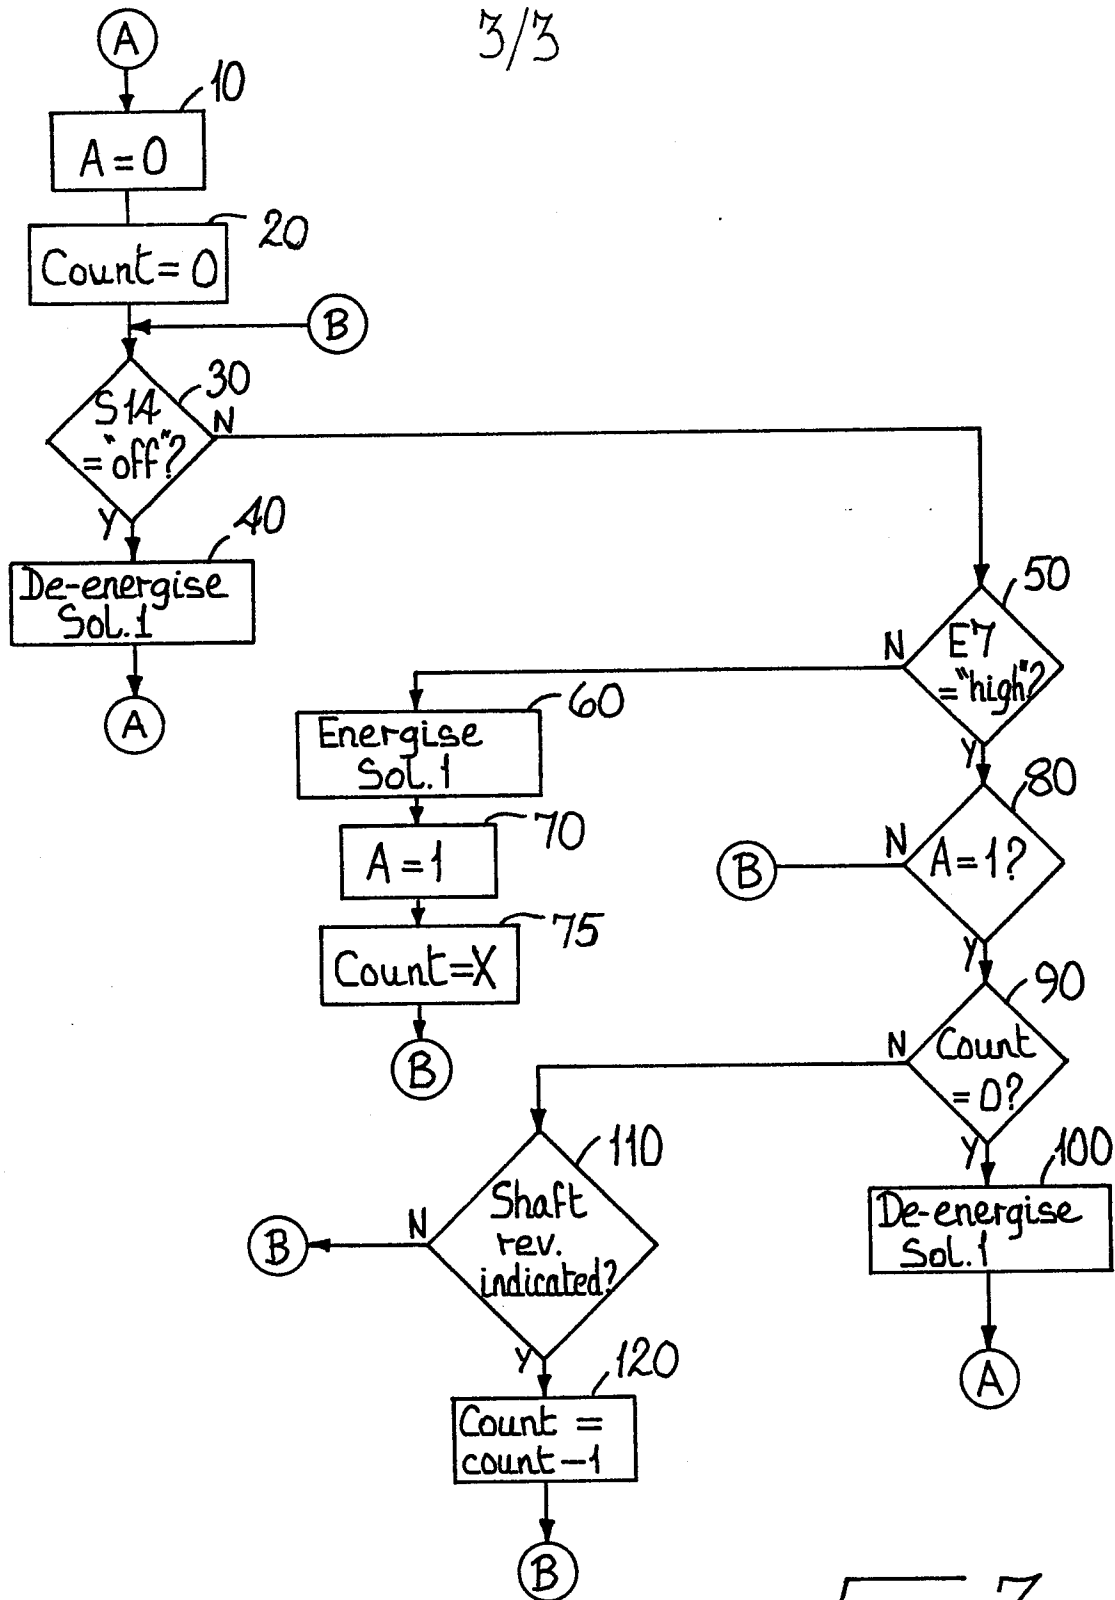 3/3
A
10
A=0
20
Count=0
B
30
S14
="off"?
N
Y
40
De-energise
Sol.1
A
50
E7
="high"?
N
Y
60
Energise
Sol.1
70
A=1
75
Count=X
B
80
A=1?
N
B
Y
90
Count
=0?
N
Y
100
De-energise
Sol.1
A
110
Shaft
rev.
indicated?
N
B
Y
120
Count =
count-1
B